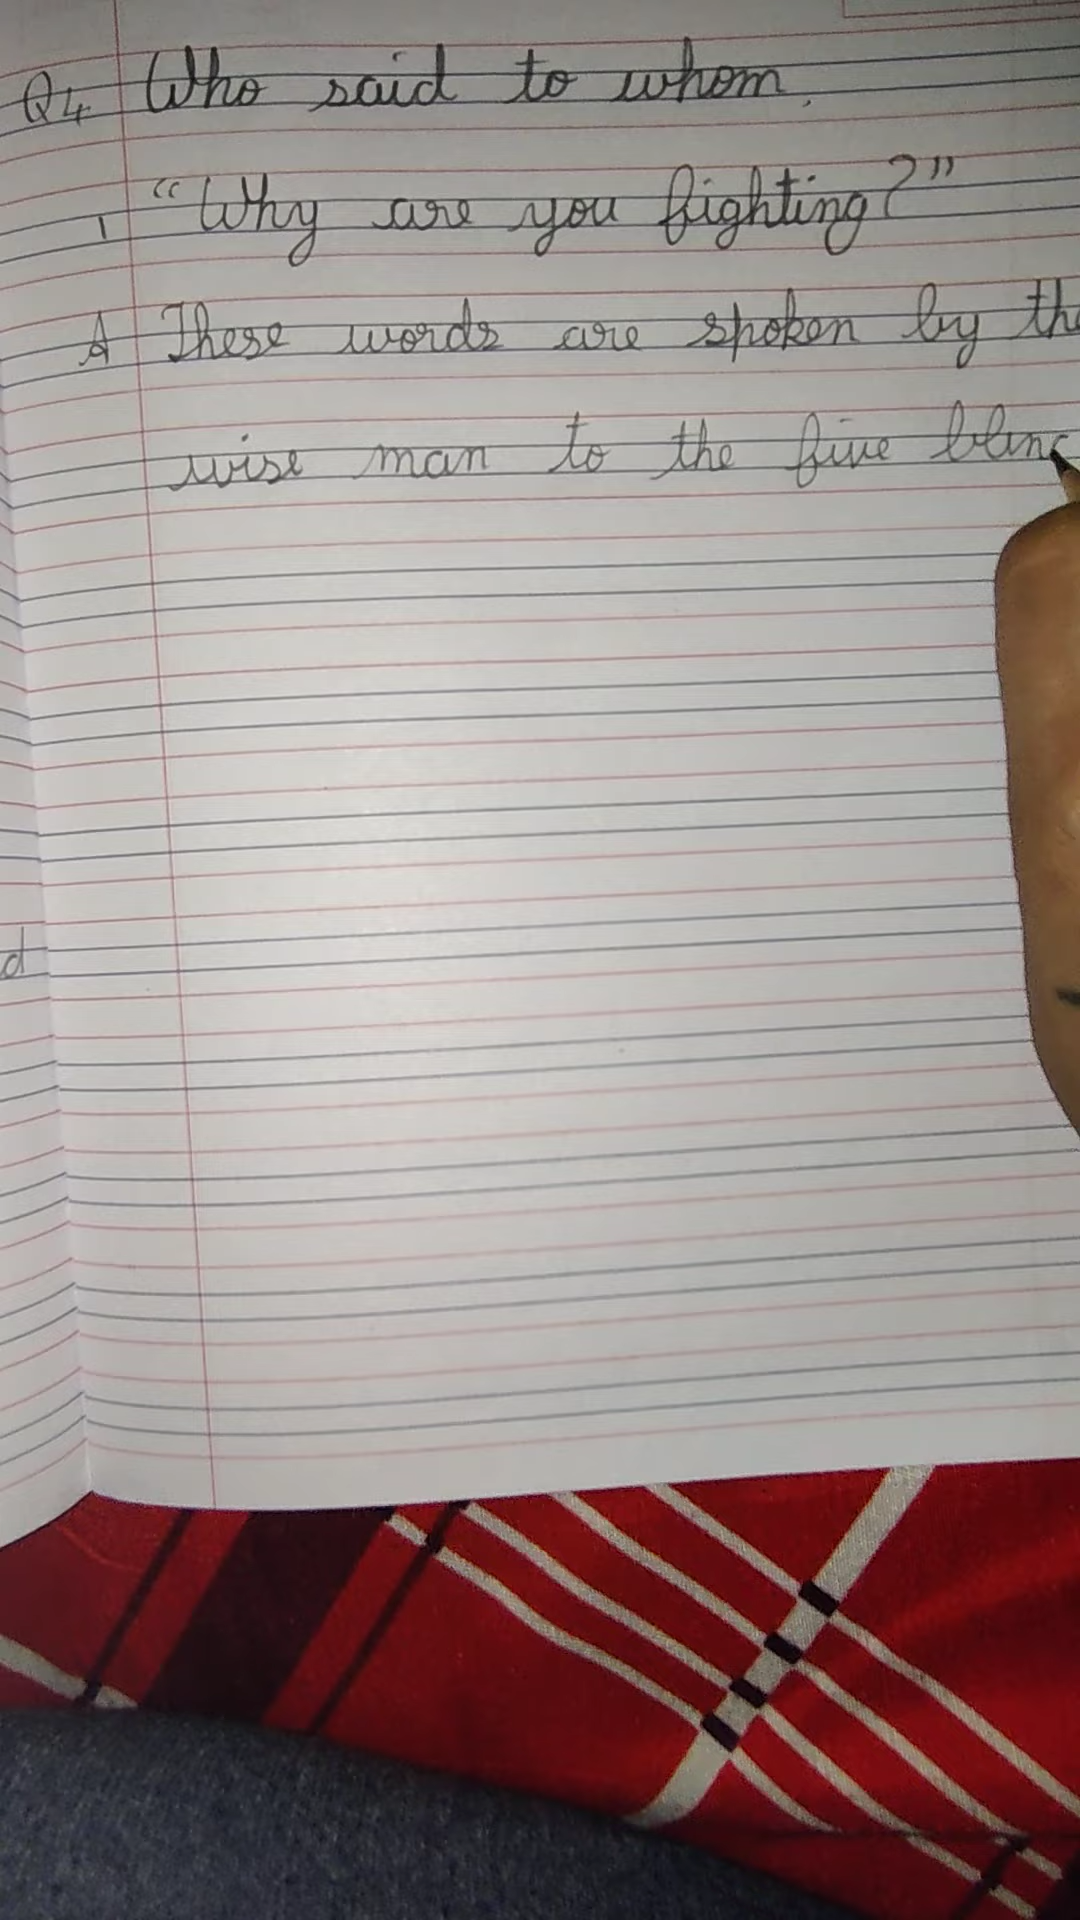 Q4 Who said to whom.
1 "Why are you fighting?"
A These words are spoken by the
wise man to the five blin
d